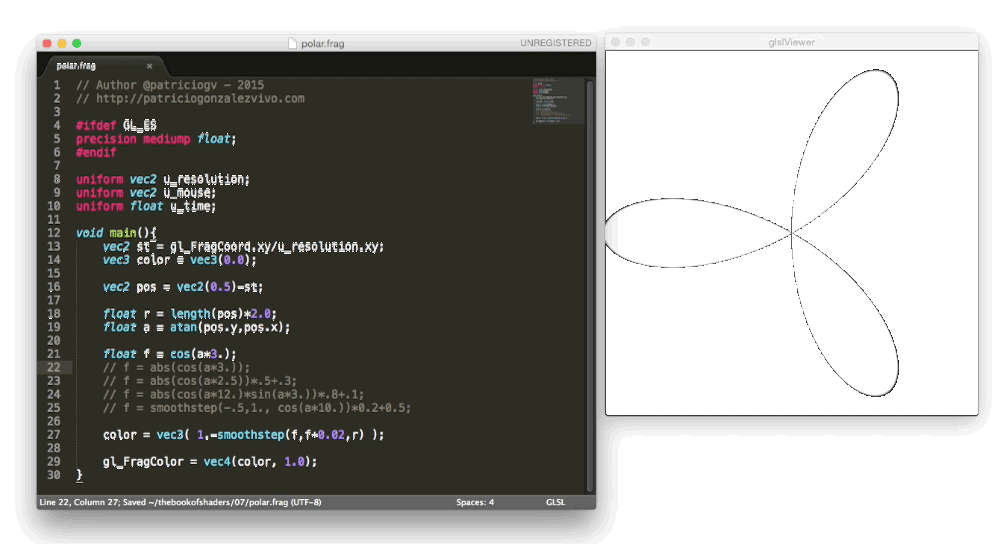 polar.frag
UNREGISTERED
glslViewer
polar.frag ×
1 // Author @patriciogv - 2015
2 // http://patriciogonzalezvivo.com
3
4 #ifdef GL_ES
5 precision mediump float;
6 #endif
7
8 uniform vec2 u_resolution;
9 uniform vec2 u_mouse;
10 uniform float u_time;
11
12 void main(){
13 vec2 st = gl_FragCoord.xy/u_resolution.xy;
14 vec3 color = vec3(0.0);
15
16 vec2 pos = vec2(0.5)-st;
17
18 float r = length(pos)*2.0;
19 float a = atan(pos.y,pos.x);
20
21 float f = cos(a*3.);
22 // f = abs(cos(a*3.));
23 // f = abs(cos(a*2.5))*.5+.3;
24 // f = abs(cos(a*12.)*sin(a*3.))*.8+.1;
25 // f = smoothstep(-.5,1., cos(a*10.))*0.2+0.5;
26
27 color = vec3( 1.-smoothstep(f,f+0.02,r) );
28
29 gl_FragColor = vec4(color, 1.0);
30 }
Line 22, Column 27; Saved ~/thebookofshaders/07/polar.frag (UTF-8)
Spaces: 4
GLSL